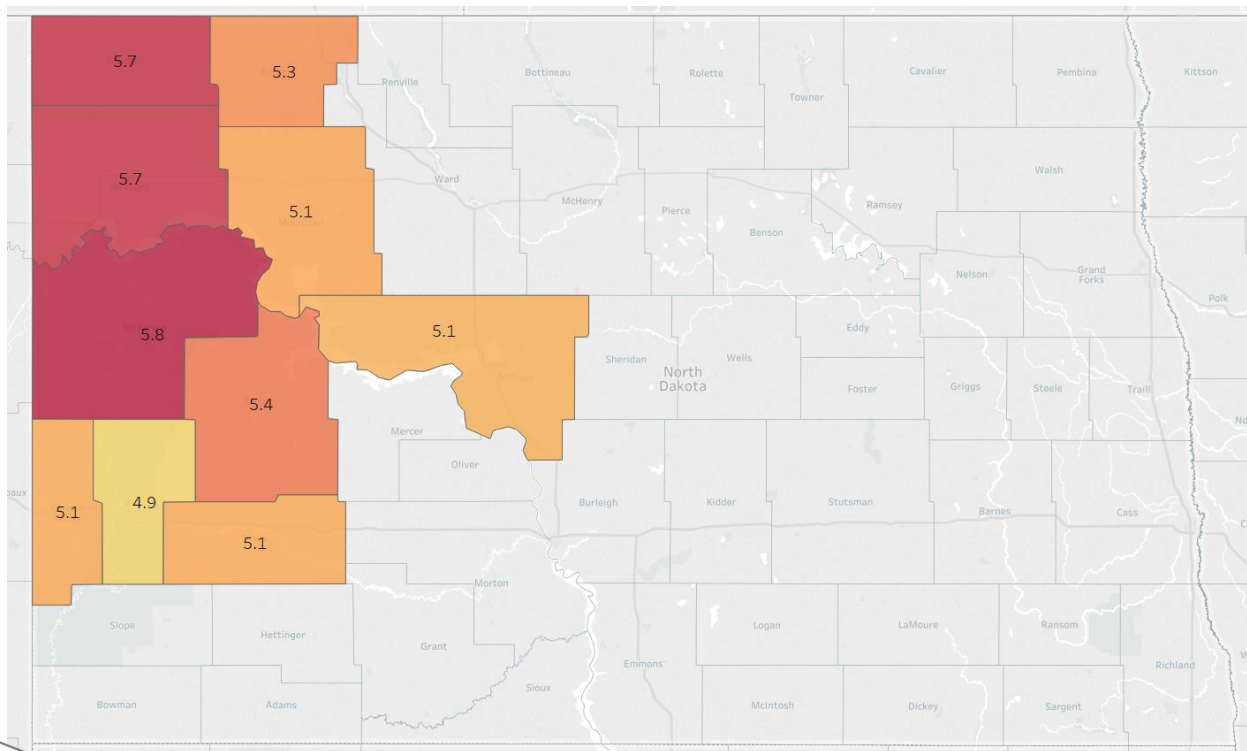 5.7
5.3
Renville
Bottineau
Rolette
Towner
Cavalier
Pembina
Kittson
5.7
5.1
Ward
McHenry
Pierce
Benson
Ramsey
Walsh
Nelson
Grand
Forks
Polk
5.8
5.1
Sheridan
Wells
Eddy
North
Dakota
Foster
Griggs
Steele
Traill
5.4
Mercer
Oliver
5.1
4.9
5.1
Burleigh
Kidder
Stutsman
Barnes
Cass
Morton
Slope
Hettinger
Grant
Sioux
Emmons
Logan
LaMoure
Ransom
Richland
Bowman
Adams
McIntosh
Dickey
Sargent